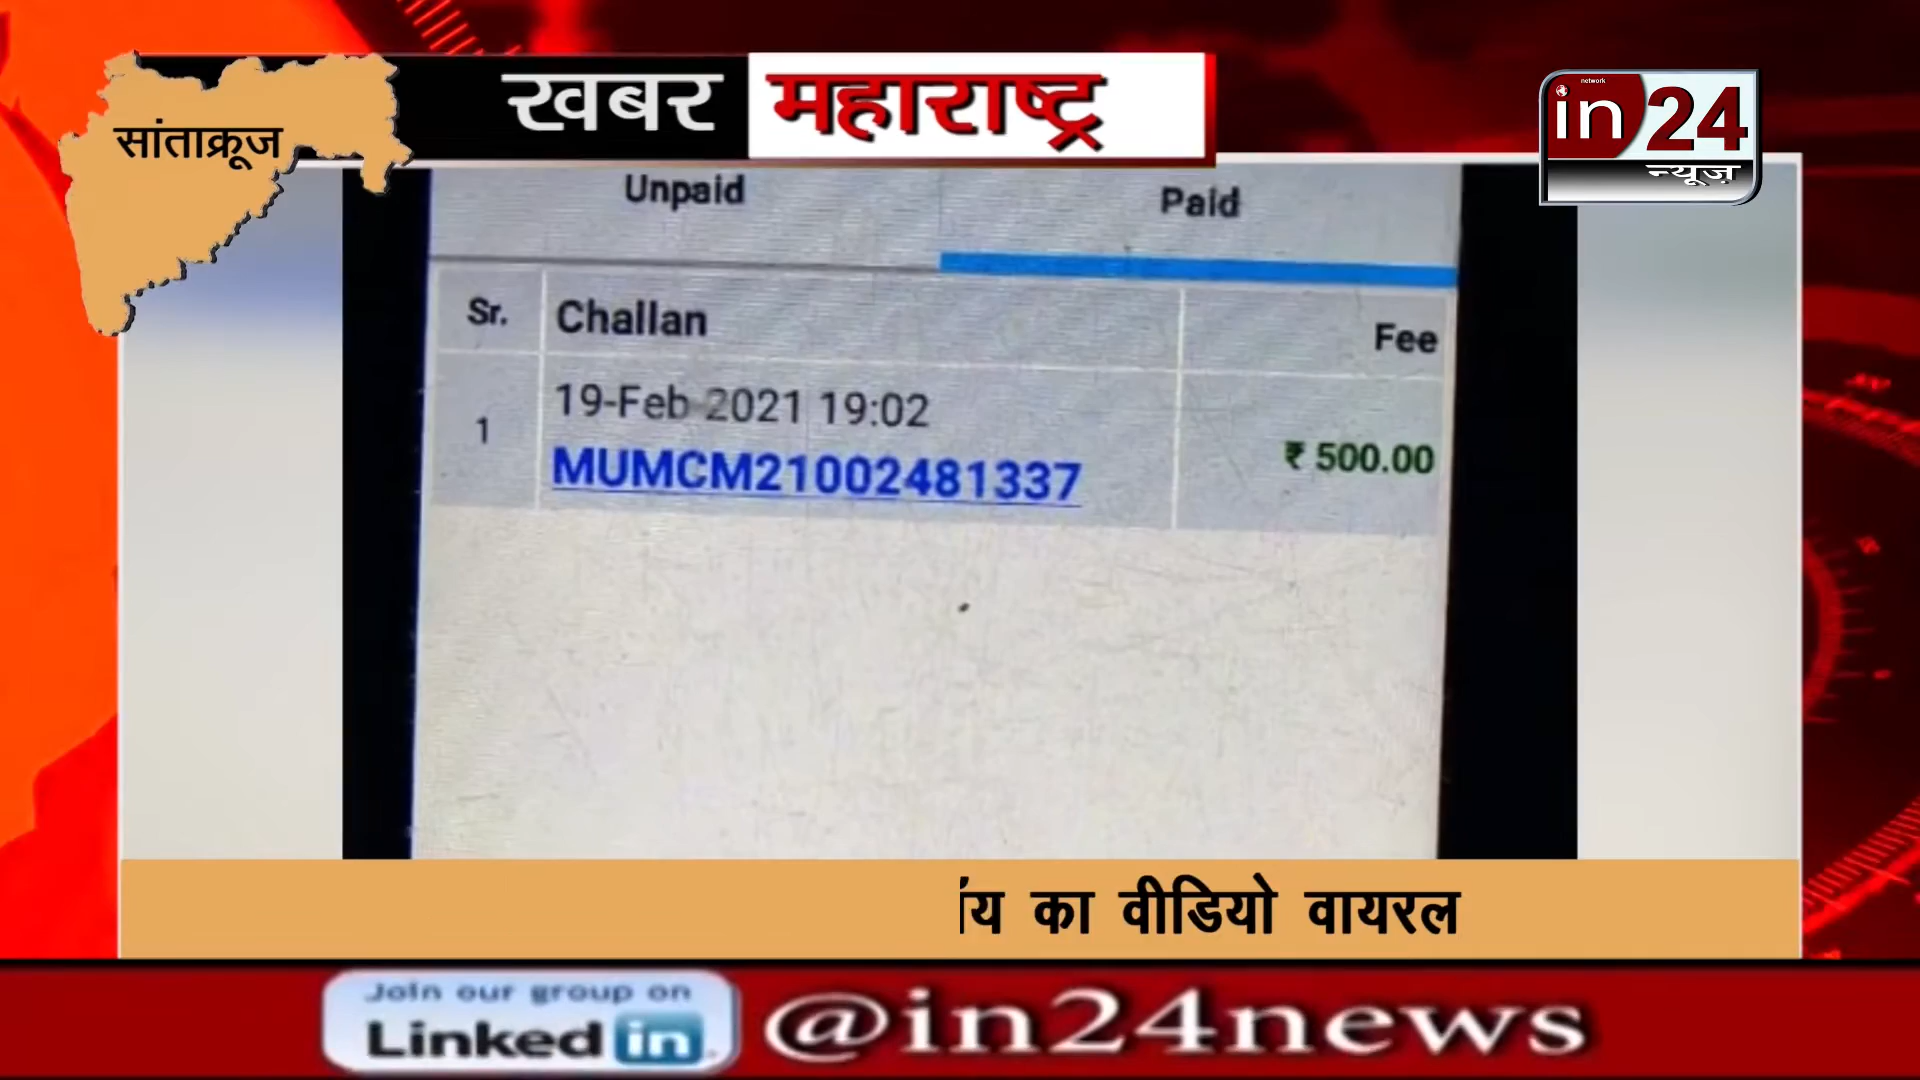 सांताक्रूज
खबर महाराष्ट्र
network
in 24
न्यूज़
Unpaid Paid
Sr. Challan Fee
1 19-Feb-2021 19:02 ₹ 500.00
MUMCM21002481337
का वीडियो वायरल
Join our group on
Linked in
@in24news